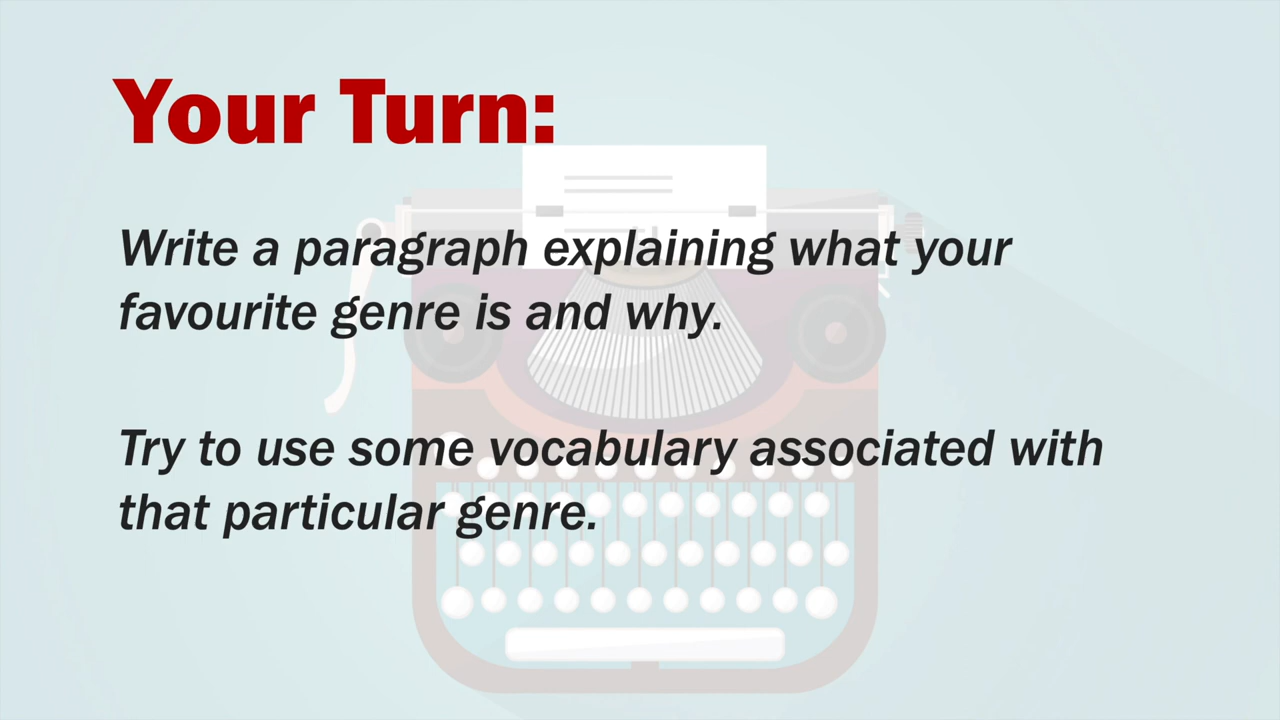 Your Turn:
Write a paragraph explaining what your
favourite genre is and why.
Try to use some vocabulary associated with
that particular genre.